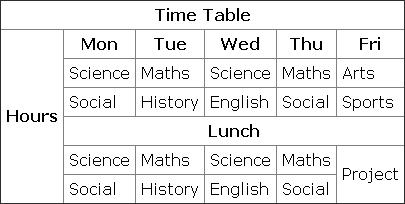 Time Table
Mon Tue Wed Thu Fri
Science Maths Science Maths Arts
Social History English Social Sports
Hours
Lunch
Science Maths Science Maths
Project
Social History English Social